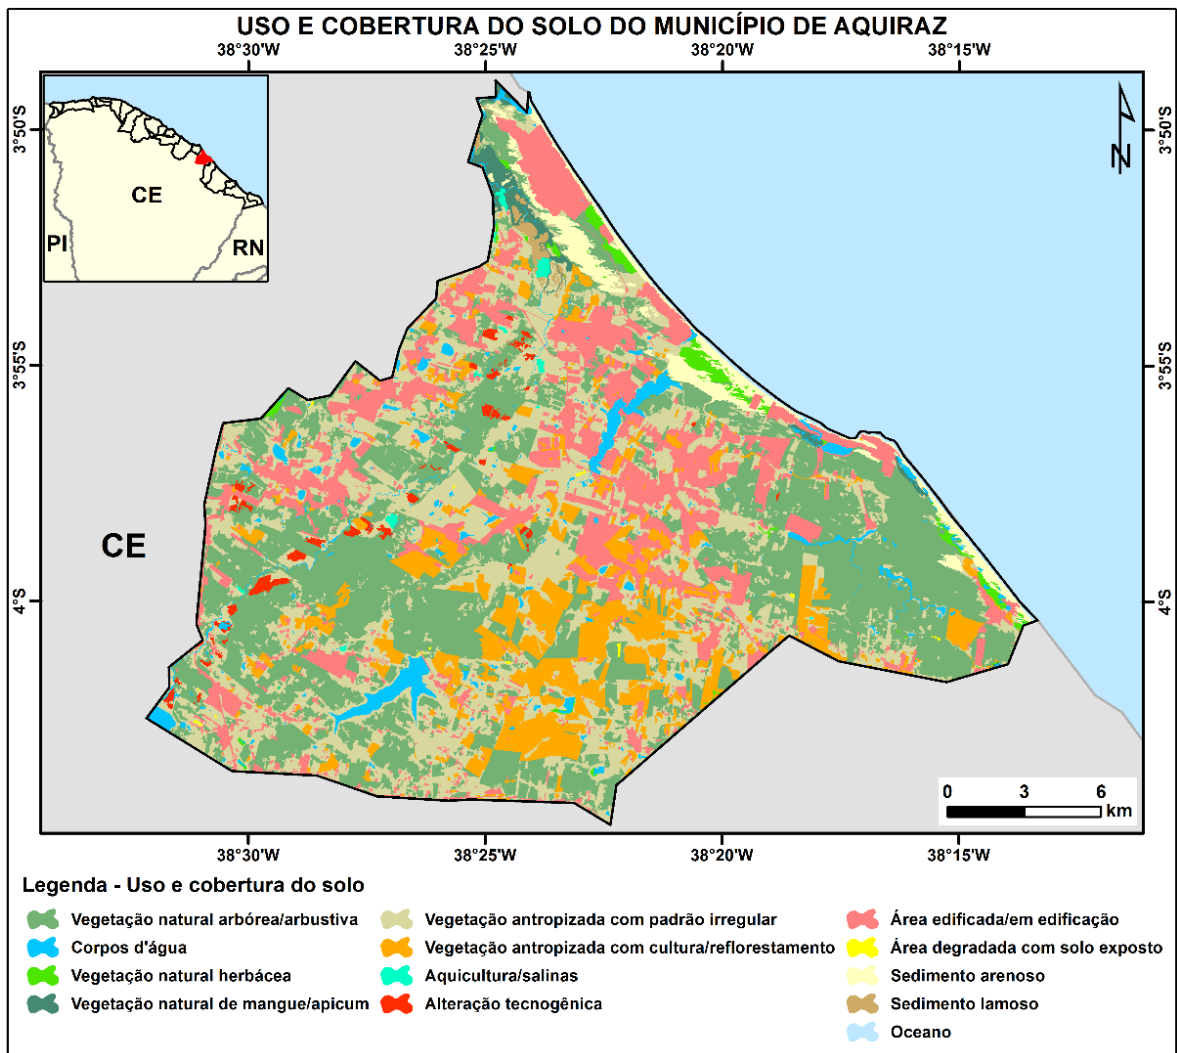 USO E COBERTURA DO SOLO DO MUNICÍPIO DE AQUIRAZ
38°30'W 38°25'W 38°20'W 38°15'W
3°50'S 3°50'S
CE
PI
RN
N
3°55'S 3°55'S
CE
4°S 4°S
0 3 6
km
38°30'W 38°25'W 38°20'W 38°15'W
Legenda - Uso e cobertura do solo
Vegetação natural arbórea/arbustiva
Corpos d'água
Vegetação natural herbácea
Vegetação natural de mangue/apicum
Vegetação antropizada com padrão irregular
Vegetação antropizada com cultura/reflorestamento
Aquicultura/salinas
Alteração tecnogênica
Área edificada/em edificação
Área degradada com solo exposto
Sedimento arenoso
Sedimento lamoso
Oceano